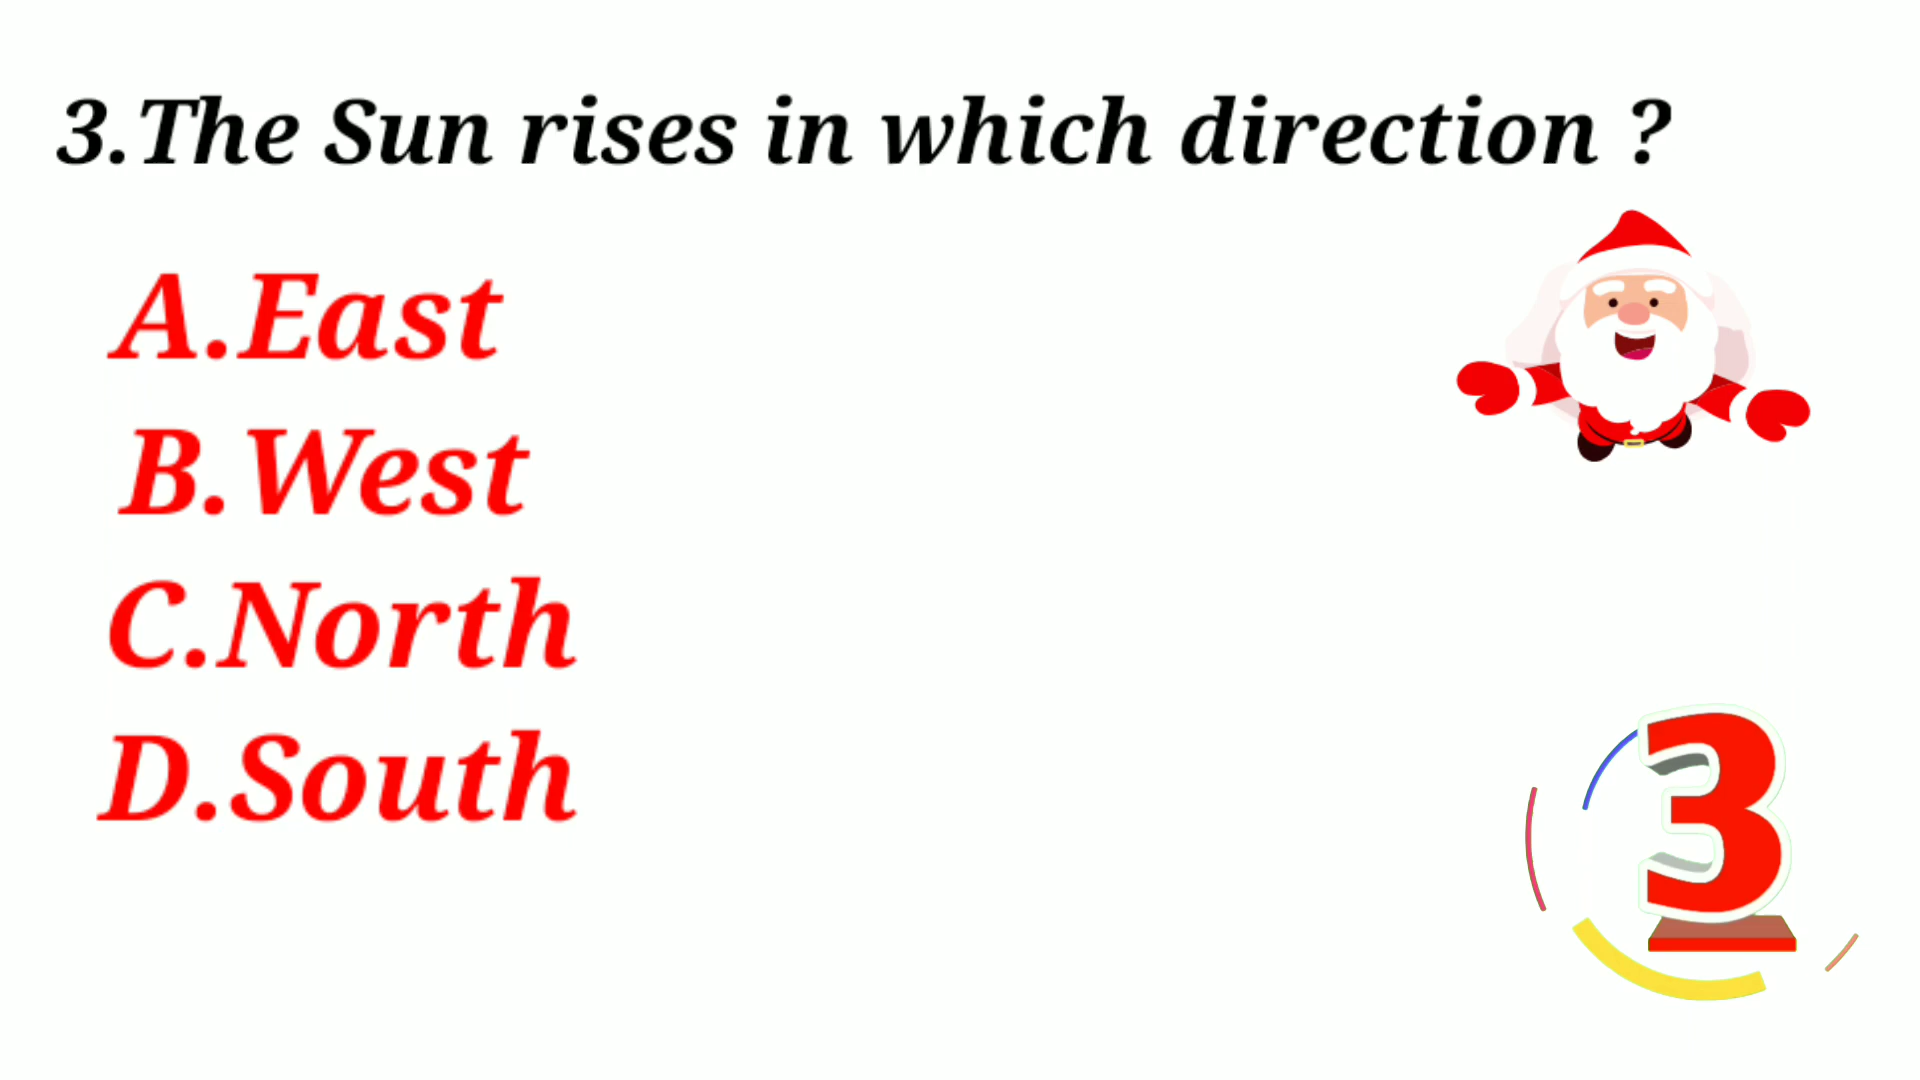 3.The Sun rises in which direction ?
A.East
B.West
C.North
D.South
3